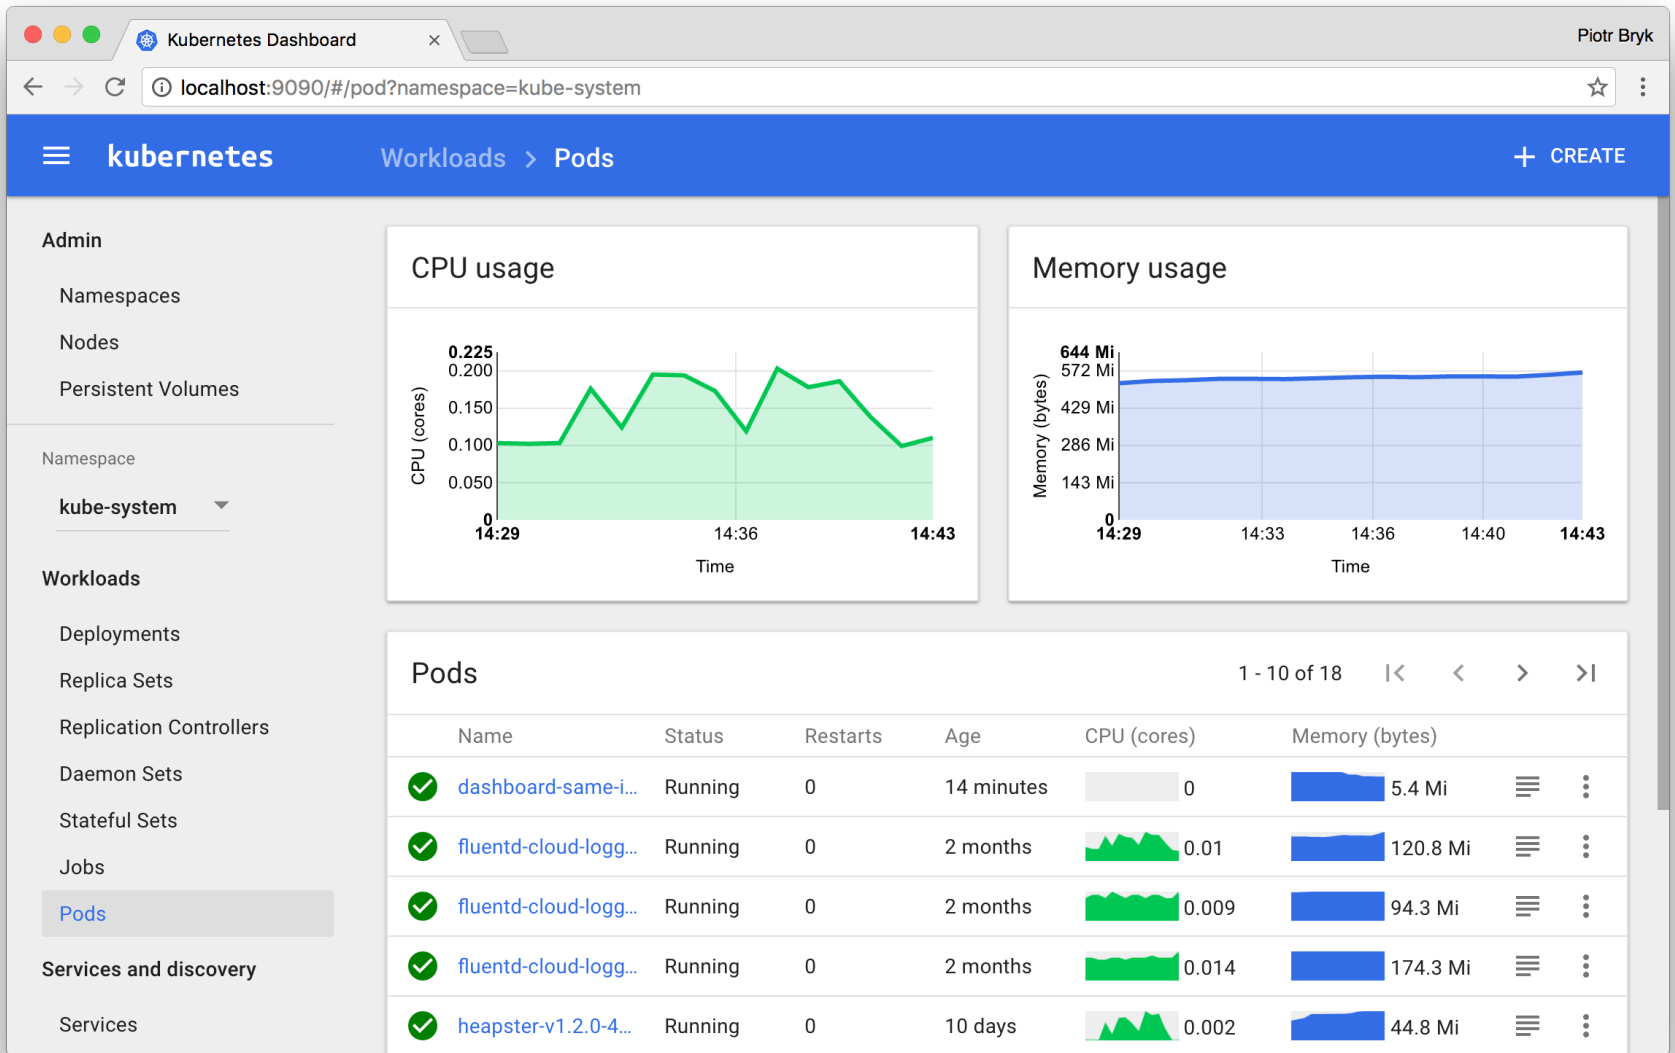 Kubernetes Dashboard
Piotr Bryk
localhost:9090/#/pod?namespace=kube-system
kubernetes
Workloads > Pods
+ CREATE
Admin
Namespaces
Nodes
Persistent Volumes
Namespace
kube-system
Workloads
Deployments
Replica Sets
Replication Controllers
Daemon Sets
Stateful Sets
Jobs
Pods
Services and discovery
Services
CPU usage
CPU (cores)
0.225
0.200
0.150
0.100
0.050
0
14:29 14:36 14:43
Time
Memory usage
Memory (bytes)
644 Mi
572 Mi
429 Mi
286 Mi
143 Mi
0
14:29 14:33 14:36 14:40 14:43
Time
Pods
1 - 10 of 18
Name Status Restarts Age CPU (cores) Memory (bytes)
dashboard-same-i... Running 0 14 minutes 0 5.4 Mi
fluentd-cloud-logg... Running 0 2 months 0.01 120.8 Mi
fluentd-cloud-logg... Running 0 2 months 0.009 94.3 Mi
fluentd-cloud-logg... Running 0 2 months 0.014 174.3 Mi
heapster-v1.2.0-4... Running 0 10 days 0.002 44.8 Mi